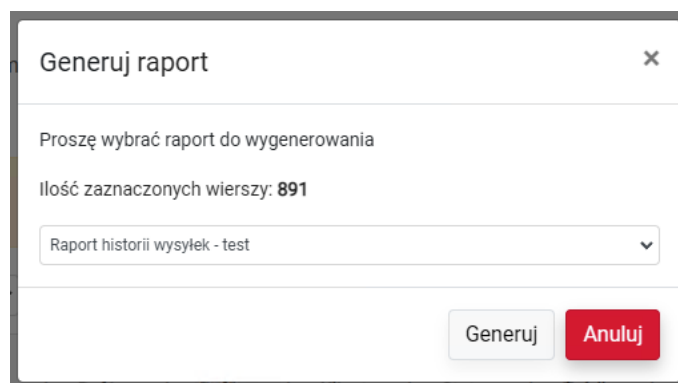 Generuj raport
×
Proszę wybrać raport do wygenerowania
Ilość zaznaczonych wierszy: 891
Raport historii wysyłek - test
Generuj Anuluj